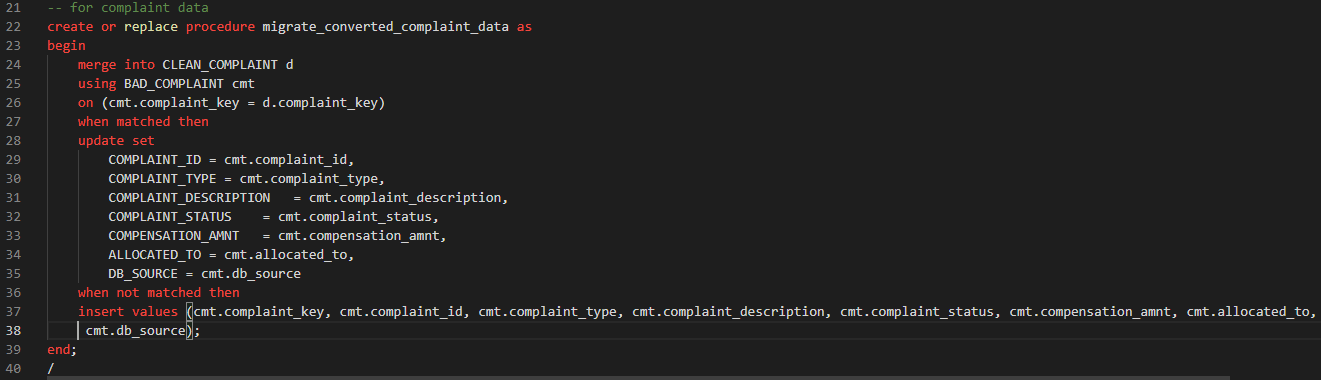 21 -- for complaint data
22 create or replace procedure migrate_converted_complaint_data as
23 begin
24     merge into CLEAN_COMPLAINT d
25     using BAD_COMPLAINT cmt
26     on (cmt.complaint_key = d.complaint_key)
27     when matched then
28     update set
29         COMPLAINT_ID = cmt.complaint_id,
30         COMPLAINT_TYPE = cmt.complaint_type,
31         COMPLAINT_DESCRIPTION   = cmt.complaint_description,
32         COMPLAINT_STATUS    = cmt.complaint_status,
33         COMPENSATION_AMNT   = cmt.compensation_amnt,
34         ALLOCATED_TO = cmt.allocated_to,
35         DB_SOURCE = cmt.db_source
36     when not matched then
37     insert values (cmt.complaint_key, cmt.complaint_id, cmt.complaint_type, cmt.complaint_description, cmt.complaint_status, cmt.compensation_amnt, cmt.allocated_to,
38      cmt.db_source);
39 end;
40 /